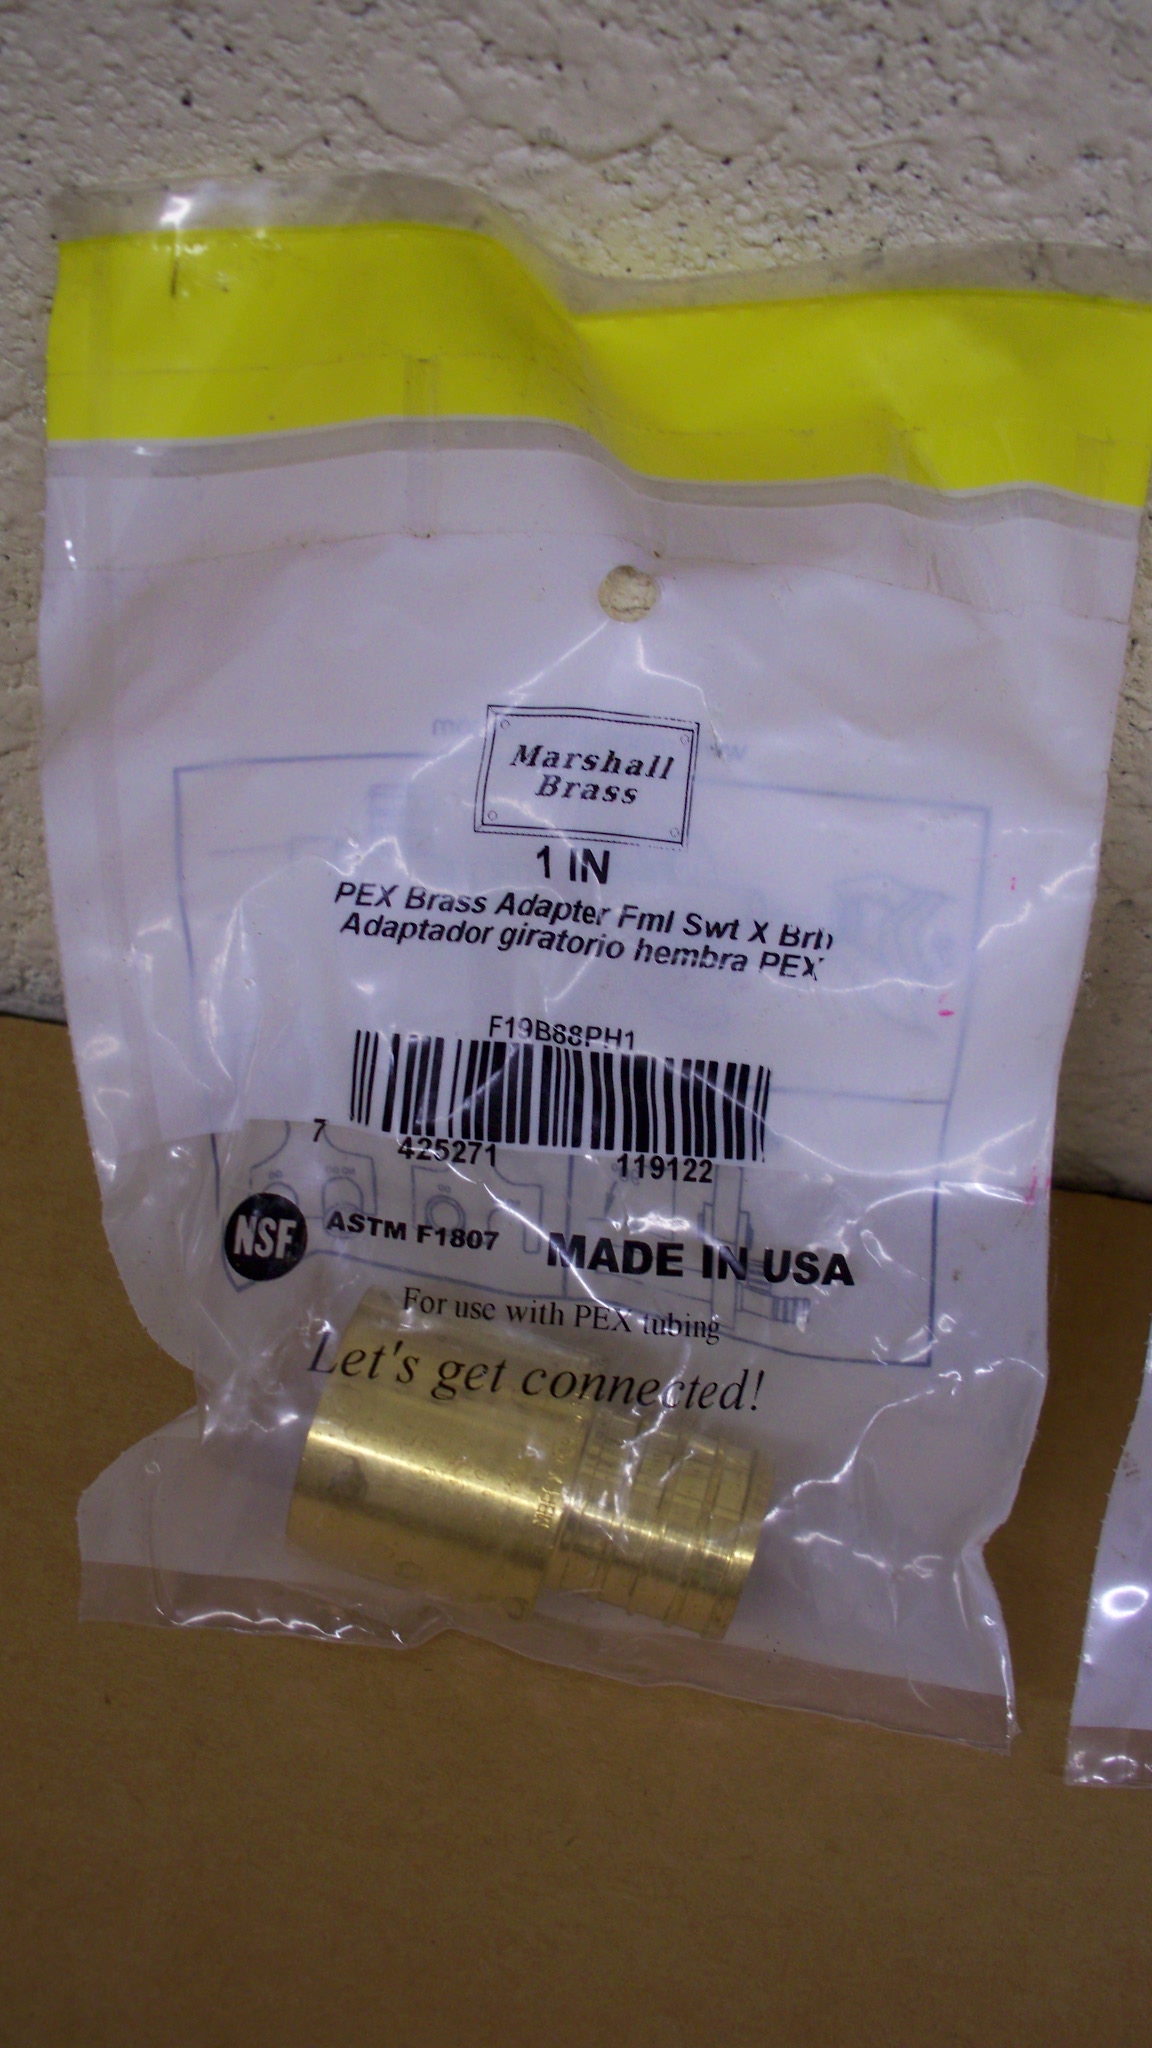 Marshall
Brass
1 IN
PEX Brass Adapter Fml Swt X Brb
Adaptador giratorio hembra PEX
F19B88PH1
7 425271 119122
NSF ASTM F1807 MADE IN USA
For use with PEX tubing
Let's get connected!